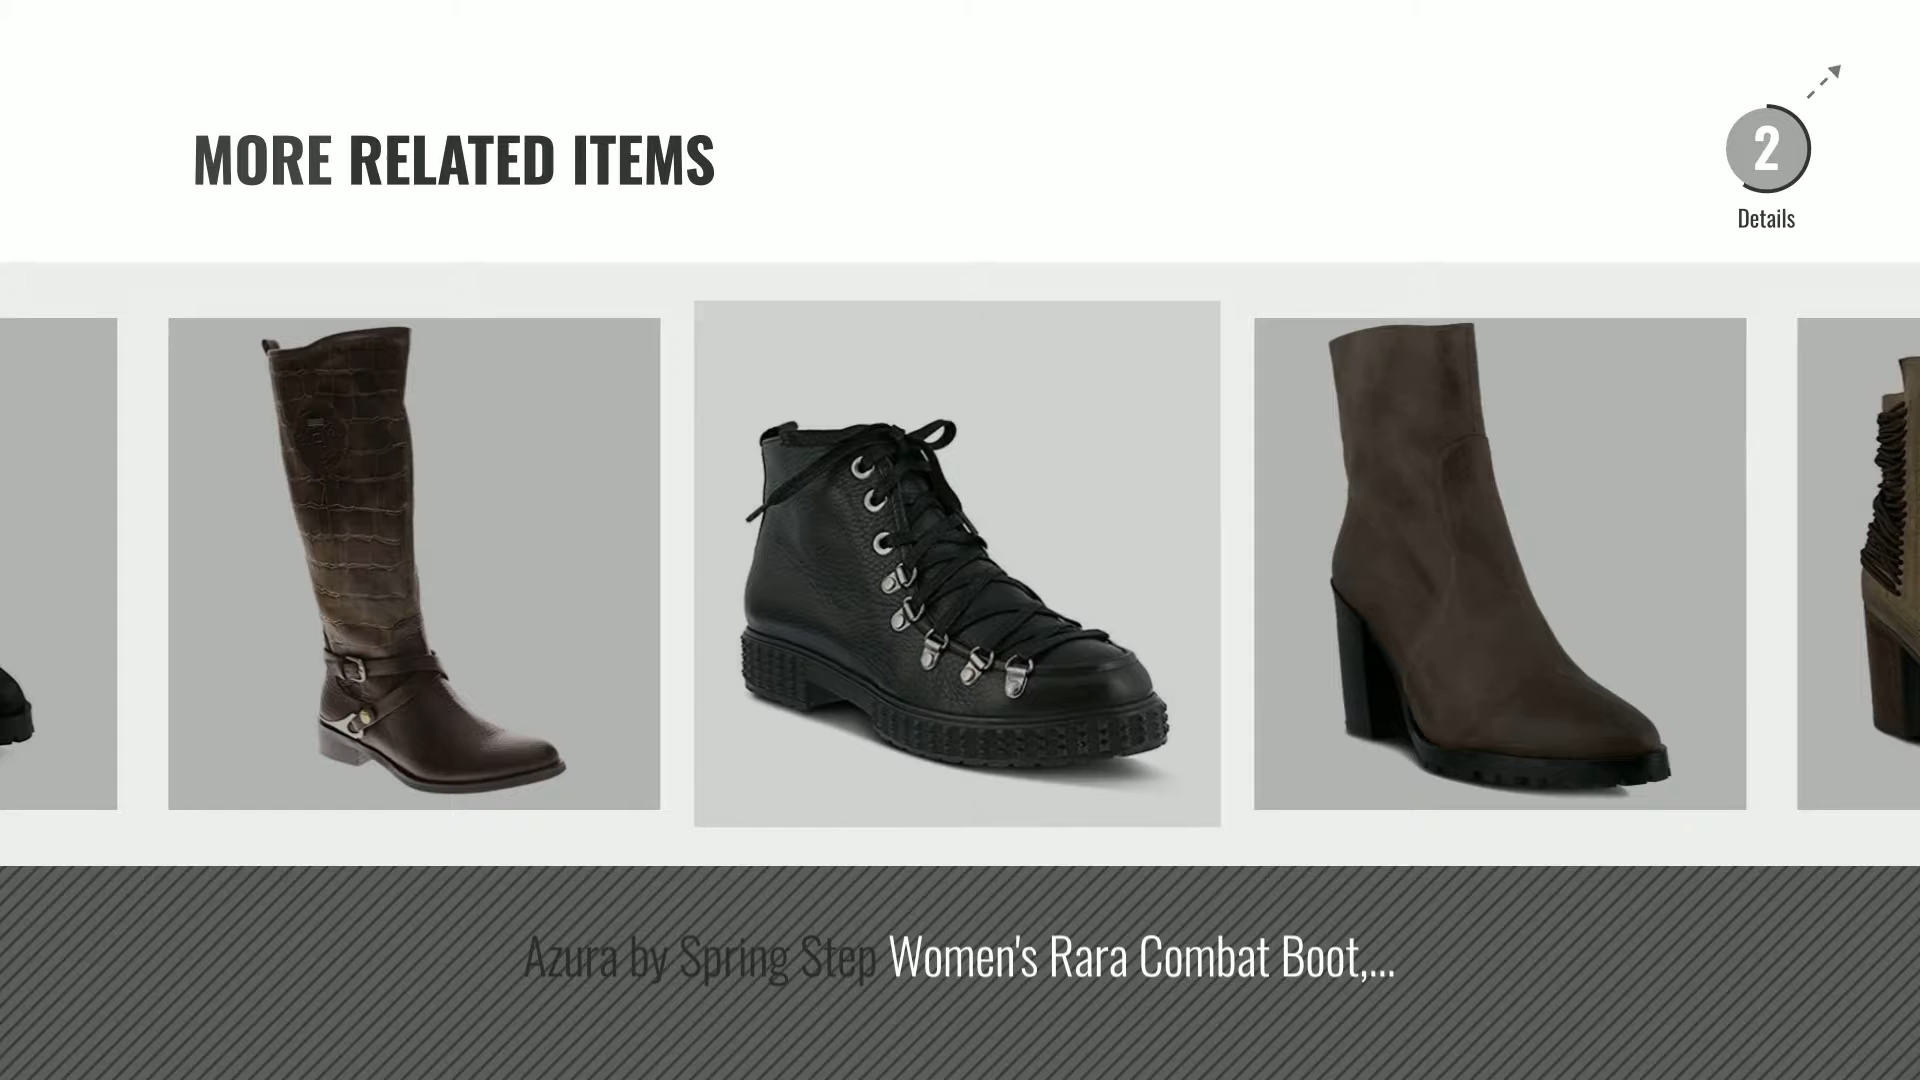 MORE RELATED ITEMS
2
Details
Azura by Spring Step Women's Rara Combat Boot,...